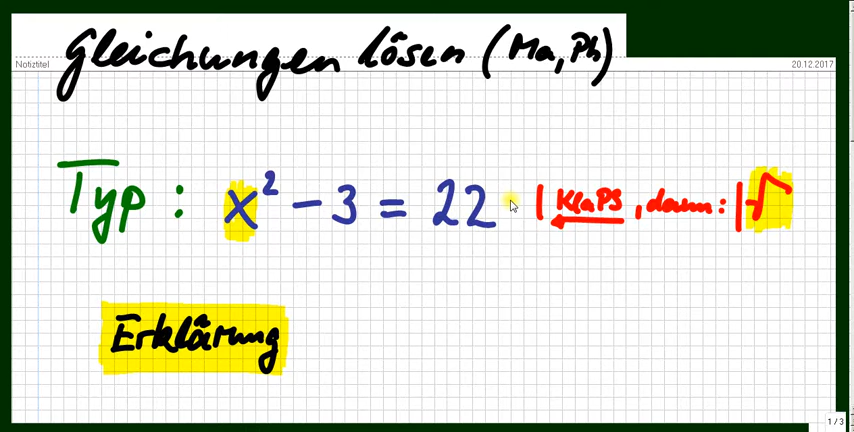 Gleichungen lösen (Ma, Ph)
Notiztitel 20.12.2017
Typ: x² - 3 = 22 | KlaPS, dann: | √
Erklärung
1 / 3